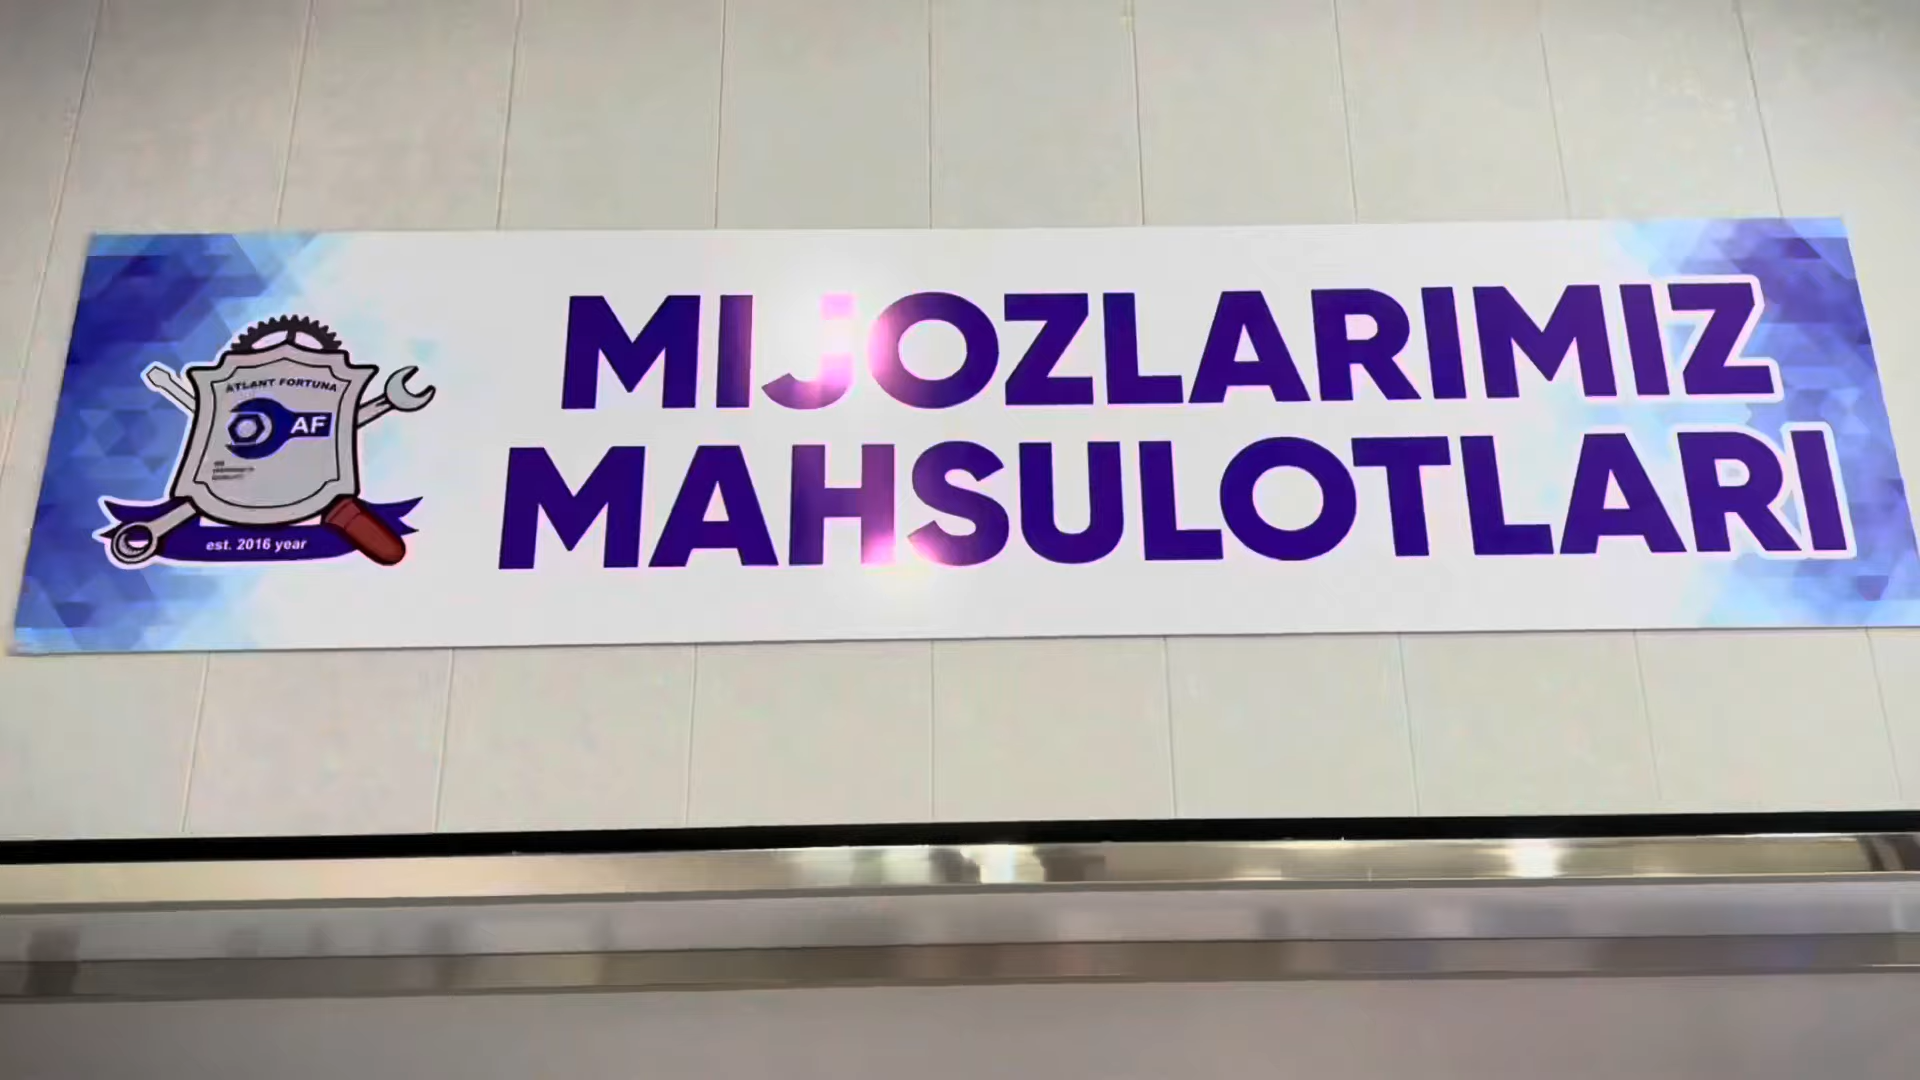 MIJOZLARIMIZ
MAHSULOTLARI
ATLANT FORTUNA
AF
est. 2016 year